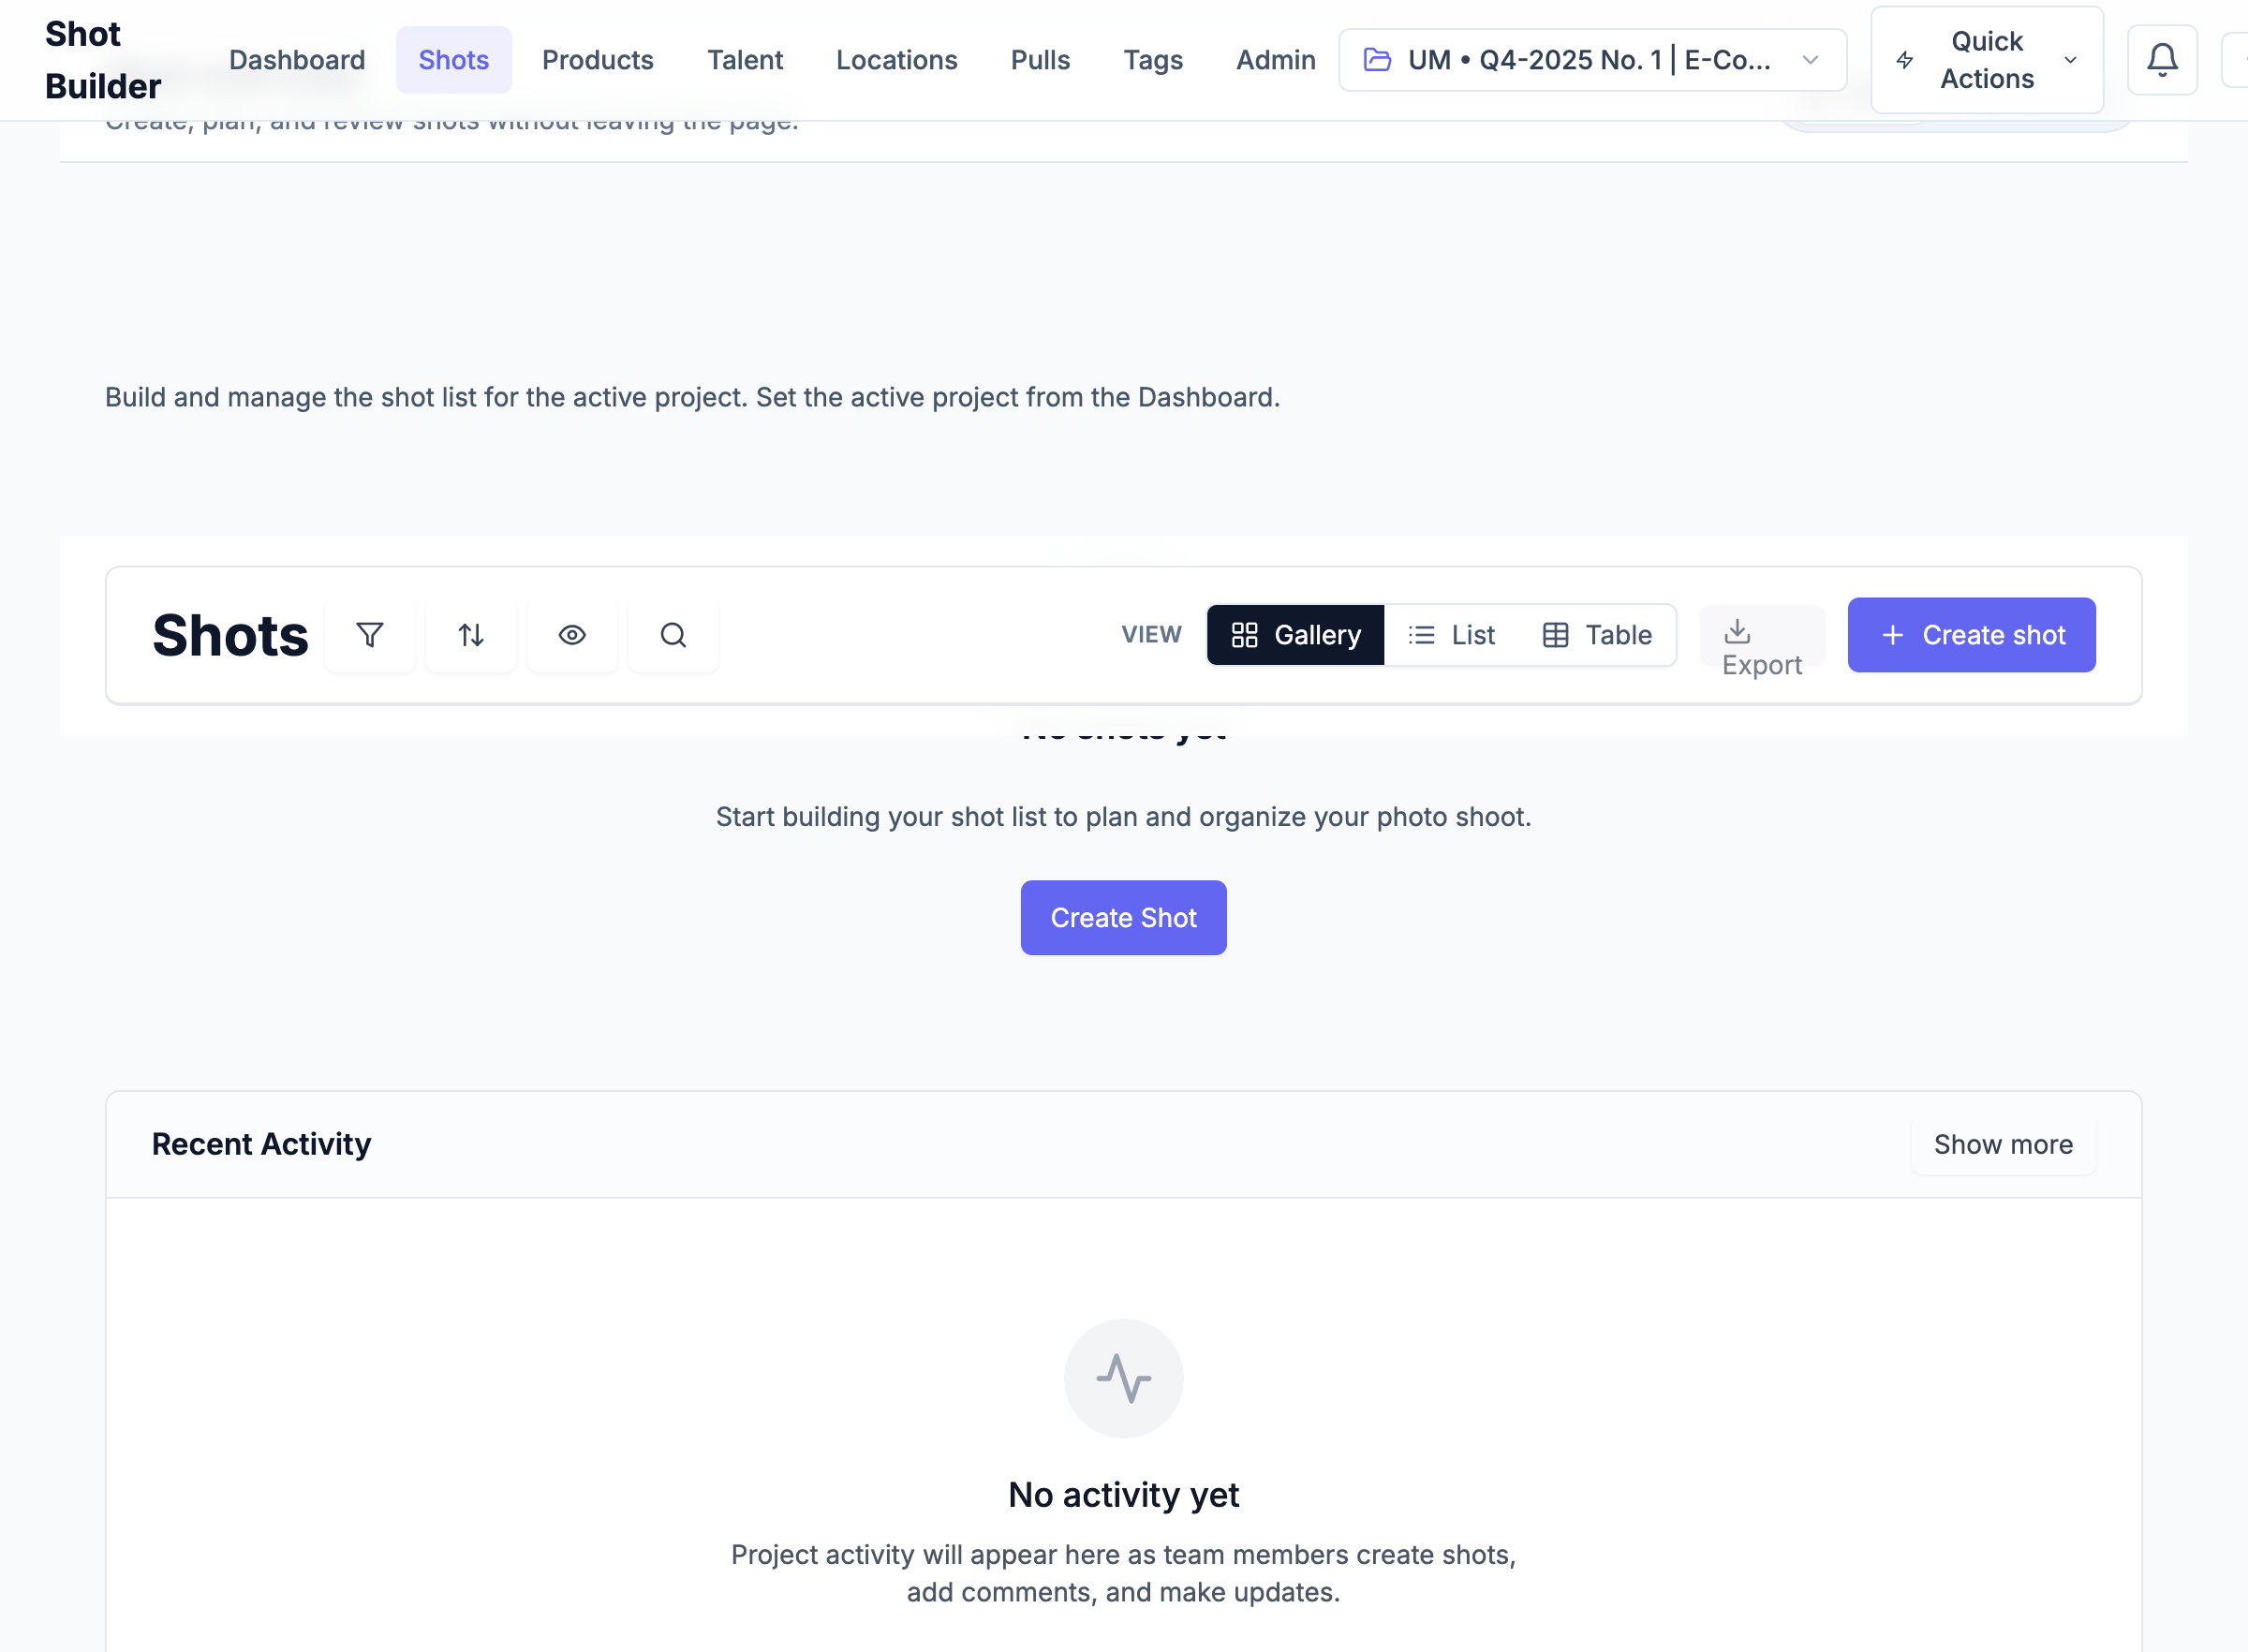 Shot
Builder
Dashboard
Shots
Products
Talent
Locations
Pulls
Tags
Admin
UM • Q4-2025 No. 1 | E-Co...
Quick
Actions
Create, plan, and review shots without leaving the page.
Build and manage the shot list for the active project. Set the active project from the Dashboard.
Shots
VIEW
Gallery
List
Table
Export
Create shot
No shots yet
Start building your shot list to plan and organize your photo shoot.
Create Shot
Recent Activity
Show more
No activity yet
Project activity will appear here as team members create shots,
add comments, and make updates.